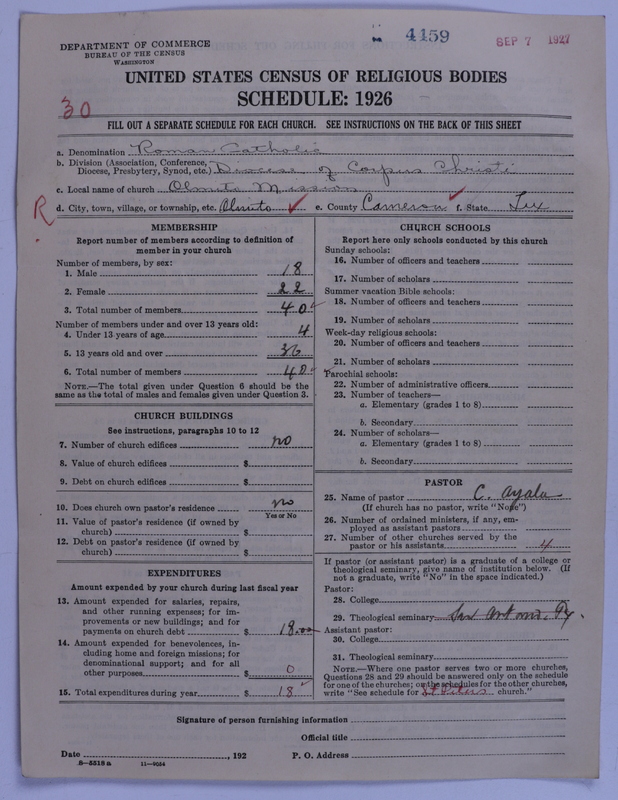 4159
SEP 7 1927
DEPARTMENT OF COMMERCE
BUREAU OF THE CENSUS
WASHINGTON
UNITED STATES CENSUS OF RELIGIOUS BODIES
SCHEDULE: 1926
30
FILL OUT A SEPARATE SCHEDULE FOR EACH CHURCH. SEE INSTRUCTIONS ON THE BACK OF THIS SHEET
a. Denomination Roman Catholic
b. Division (Association, Conference, Diocese, Presbytery, Synod, etc.) Diocese of Corpus Christi
c. Local name of church Olmito Mission
R
d. City, town, village, or township, etc. Olmito e. County Cameron f. State Tex
MEMBERSHIP
Report number of members according to definition of
member in your church
Number of members, by sex:
1. Male 18
2. Female 22
3. Total number of members 40
Number of members under and over 13 years old:
4. Under 13 years of age 4
5. 13 years old and over 36
6. Total number of members 40
NOTE.—The total given under Question 6 should be
same as the total of males and females given under Question 3.
CHURCH BUILDINGS
See instructions, paragraphs 10 to 12
7. Number of church edifices no
8. Value of church edifices $
9. Debt on church edifices $
10. Does church own pastor's residence no
Yes or No
11. Value of pastor's residence (if owned by
church) $
12. Debt on pastor's residence (if owned by
church) $
EXPENDITURES
Amount expended by your church during last fiscal year
13. Amount expended for salaries, repairs,
and other running expenses; for im-
provements or new buildings; and for
payments on church debt $ 18.00
14. Amount expended for benevolences, in-
cluding home and foreign missions; for
denominational support; and for all
other purposes $ 0
15. Total expenditures during year $ 18
CHURCH SCHOOLS
Report here only schools conducted by this church
Sunday schools:
16. Number of officers and teachers
17. Number of scholars
Summer vacation Bible schools:
18. Number of officers and teachers
19. Number of scholars
Week-day religious schools:
20. Number of officers and teachers
21. Number of scholars
Parochial schools:
22. Number of administrative officers
23. Number of teachers—
a. Elementary (grades 1 to 8)
b. Secondary
24. Number of scholars—
a. Elementary (grades 1 to 8)
b. Secondary
PASTOR
25. Name of pastor C. Ayala
(If church has no pastor, write "None")
26. Number of ordained ministers, if any, em-
ployed as assistant pastors
27. Number of other churches served by the
pastor or his assistants 4
If pastor (or assistant pastor) is a graduate of a college or
theological seminary, give name of institution below. (If
not a graduate, write "No" in the space indicated.)
Pastor:
28. College
29. Theological seminary San Antonio,
Assistant pastor:
30. College
31. Theological seminary
NOTE.—Where one pastor serves two or more churches,
Questions 28 and 29 should be answered only on the schedule
for one of the churches; on the schedules for the other churches,
write "See schedule for St Peters church."
Signature of person furnishing information
Official title
Date , 192
P. O. Address
8-5518a 11-9034